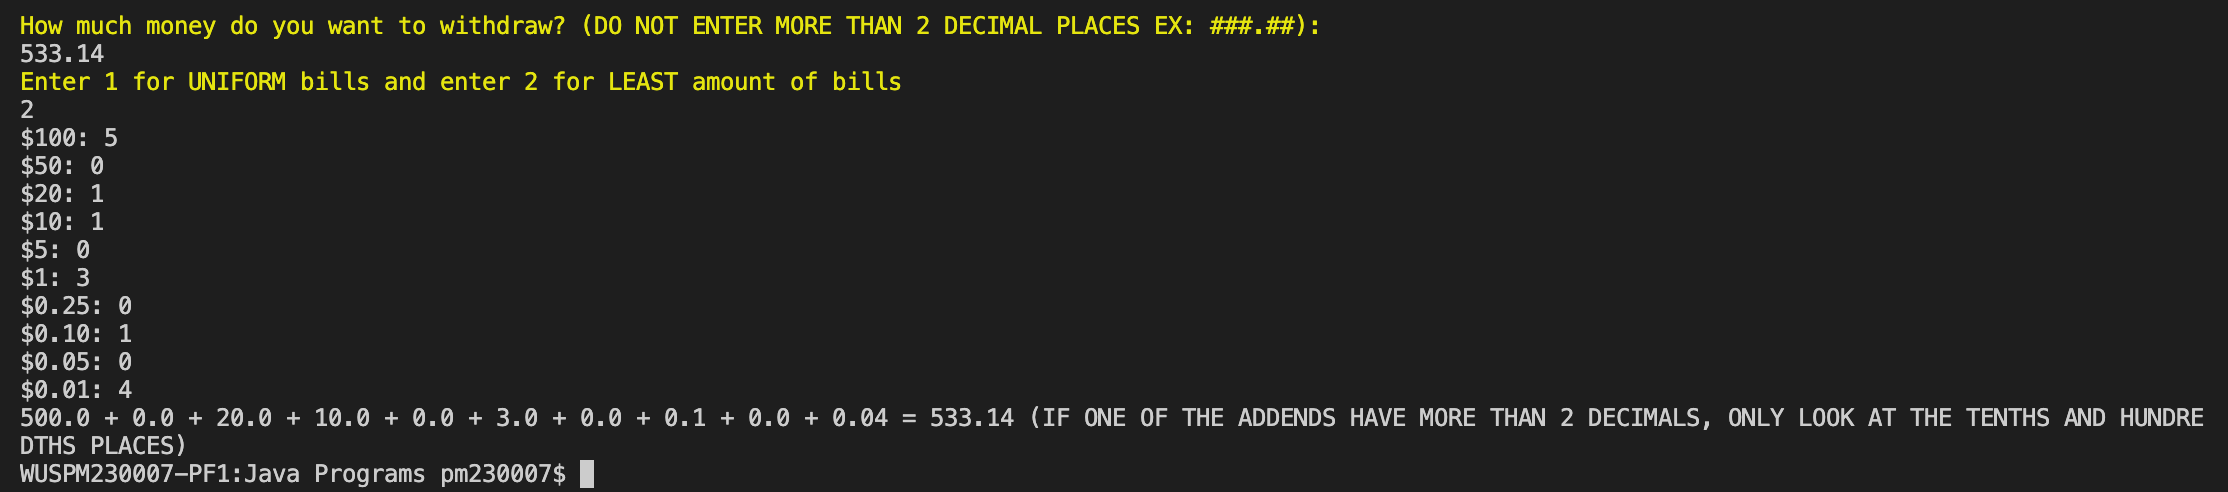 How much money do you want to withdraw? (DO NOT ENTER MORE THAN 2 DECIMAL PLACES EX: ###.##):
533.14
Enter 1 for UNIFORM bills and enter 2 for LEAST amount of bills
2
$100: 5
$50: 0
$20: 1
$10: 1
$5: 0
$1: 3
$0.25: 0
$0.10: 1
$0.05: 0
$0.01: 4
500.0 + 0.0 + 20.0 + 10.0 + 0.0 + 3.0 + 0.0 + 0.1 + 0.0 + 0.04 = 533.14 (IF ONE OF THE ADDENDS HAVE MORE THAN 2 DECIMALS, ONLY LOOK AT THE TENTHS AND HUNDRE
DTHS PLACES)
WUSPM230007-PF1:Java Programs pm230007$